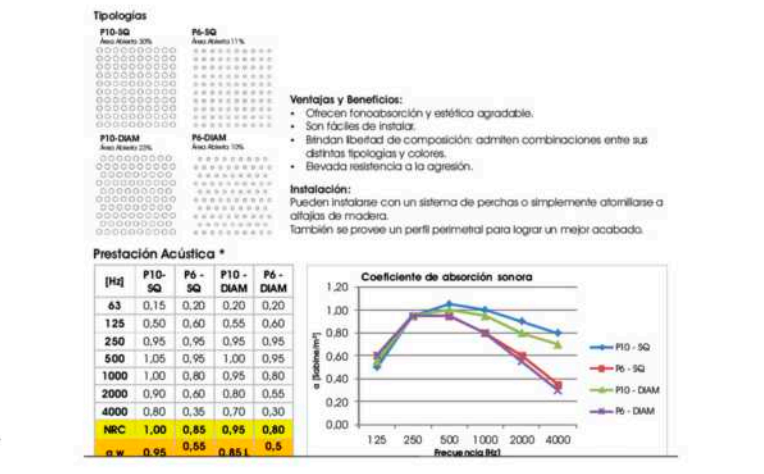 Tipologías
P10-SQ
Área Abierta 30%
P6-SQ
Área Abierta 11%
P10-DIAM
Área Abierta 23%
P6-DIAM
Área Abierta 10%
Ventajas y Beneficios:
• Ofrecen fonoabsorción y estética agradable.
• Son fáciles de instalar.
• Brindan libertad de composición: admiten combinaciones entre sus
distintas tipologías y colores.
• Elevada resistencia a la agresión.
Instalación:
Pueden instalarse con un sistema de perchas o simplemente atornillarse a
alfajías de madera.
También se provee un perfil perimetral para lograr un mejor acabado.
Prestación Acústica *
[Hz] P10-SQ P6 - SQ P10 - DIAM P6 - DIAM
63 0,15 0,20 0,20 0,20
125 0,50 0,60 0,55 0,60
250 0,95 0,95 0,95 0,95
500 1,05 0,95 1,00 0,95
1000 1,00 0,80 0,95 0,80
2000 0,90 0,60 0,80 0,55
4000 0,80 0,35 0,70 0,30
NRC 1,00 0,85 0,95 0,80
α w 0,95 0,55 0,85 L 0,5
Coeficiente de absorción sonora
1,20
1,00
0,80
0,60
0,40
0,20
0,00
α [Sabine/m²]
125 250 500 1000 2000 4000
Frecuencia [Hz]
P10 - SQ
P6 - SQ
P10 - DIAM
P6 - DIAM